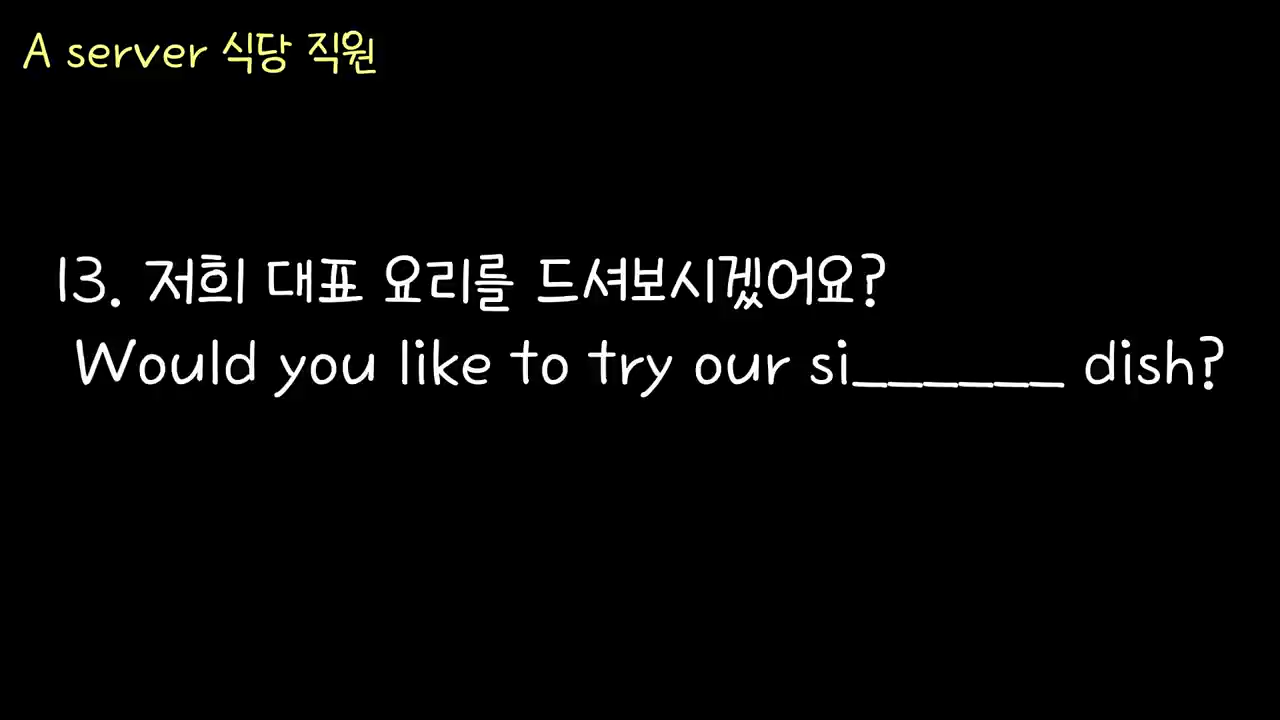 A server 식당 직원
13. 저희 대표 요리를 드셔보시겠어요?
Would you like to try our si______ dish?